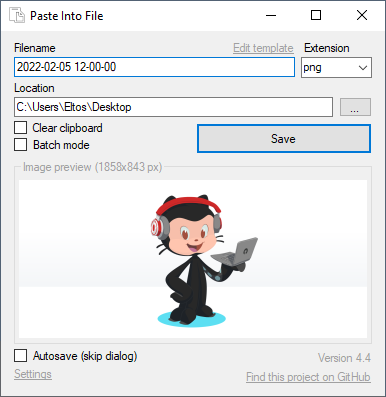 Paste Into File
Filename Edit template Extension
2022-02-05 12-00-00 png
Location
C:\Users\Eltos\Desktop ...
Clear clipboard
Batch mode
Save
Image preview (1858x843 px)
Autosave (skip dialog) Version 4.4
Settings Find this project on GitHub